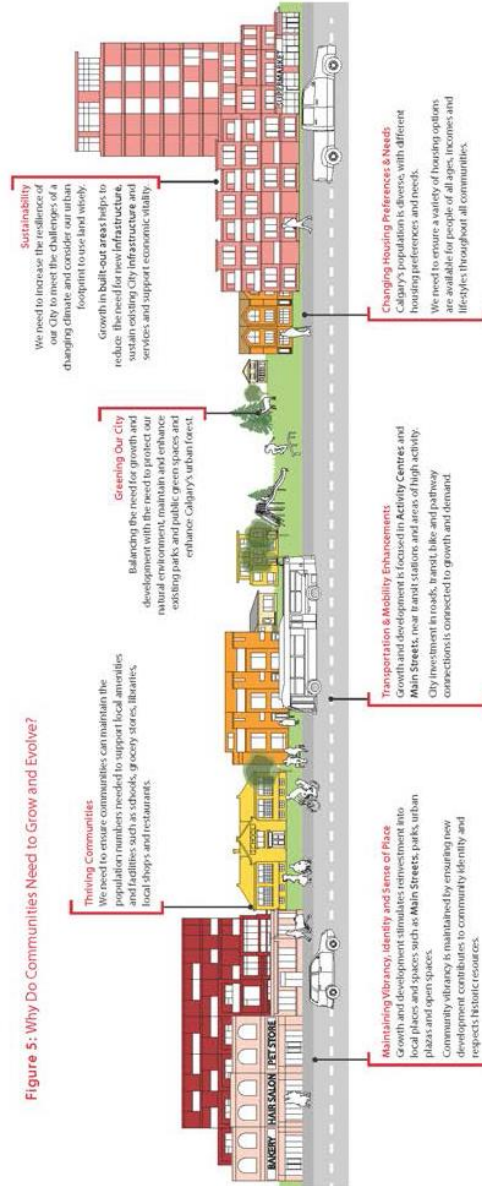 Figure 5: Why Do Communities Need to Grow and Evolve?
Thriving Communities
We need to ensure communities can maintain the
population numbers needed to support local amenities
and facilities such as schools, grocery stores, libraries,
local shops and restaurants.
Greening Our City
Balancing the need for growth and
development with the need to protect our
natural environment, maintain and enhance
existing parks and public green spaces and
enhance Calgary's urban forest.
Sustainability
We need to increase the resilience of
our City to meet the challenges of a
changing climate and consider our urban
footprint to use land wisely.
Growth in built-out areas helps to
reduce the need for new infrastructure,
sustain existing City infrastructure and
services and support economic vitality.
BAKERY
HAIR SALON
PET STORE
SUPERMARKET
Maintaining Vibrancy, Identity and Sense of Place
Growth and development stimulates reinvestment into
local places and spaces such as Main Streets, parks, urban
plazas and open spaces.
Community vibrancy is maintained by ensuring new
development contributes to community identity and
respects historic resources.
Transportation & Mobility Enhancements
Growth and development is focused in Activity Centres and
Main Streets, near transit stations and areas of high activity.
City investment in roads, transit, bike and pathway
connections is connected to growth and demand.
Changing Housing Preferences & Needs
Calgary's population is diverse, with different
housing preferences and needs.
We need to ensure a variety of housing options
are available for people of all ages, incomes and
lifestyles throughout all communities.